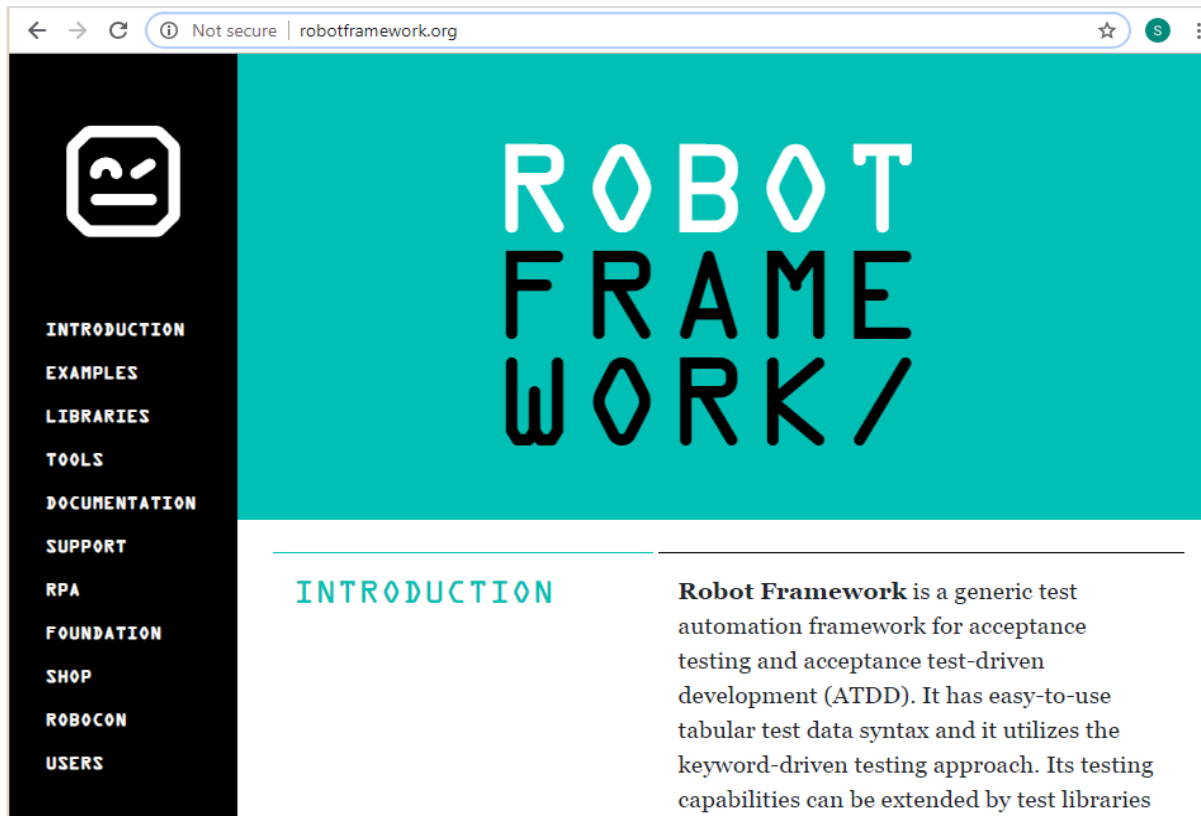 Not secure | robotframework.org
S
ROBOT
FRAME
WORK/
INTRODUCTION
EXAMPLES
LIBRARIES
TOOLS
DOCUMENTATION
SUPPORT
RPA
FOUNDATION
SHOP
ROBOCON
USERS
INTRODUCTION
Robot Framework is a generic test
automation framework for acceptance
testing and acceptance test-driven
development (ATDD). It has easy-to-use
tabular test data syntax and it utilizes the
keyword-driven testing approach. Its testing
capabilities can be extended by test libraries